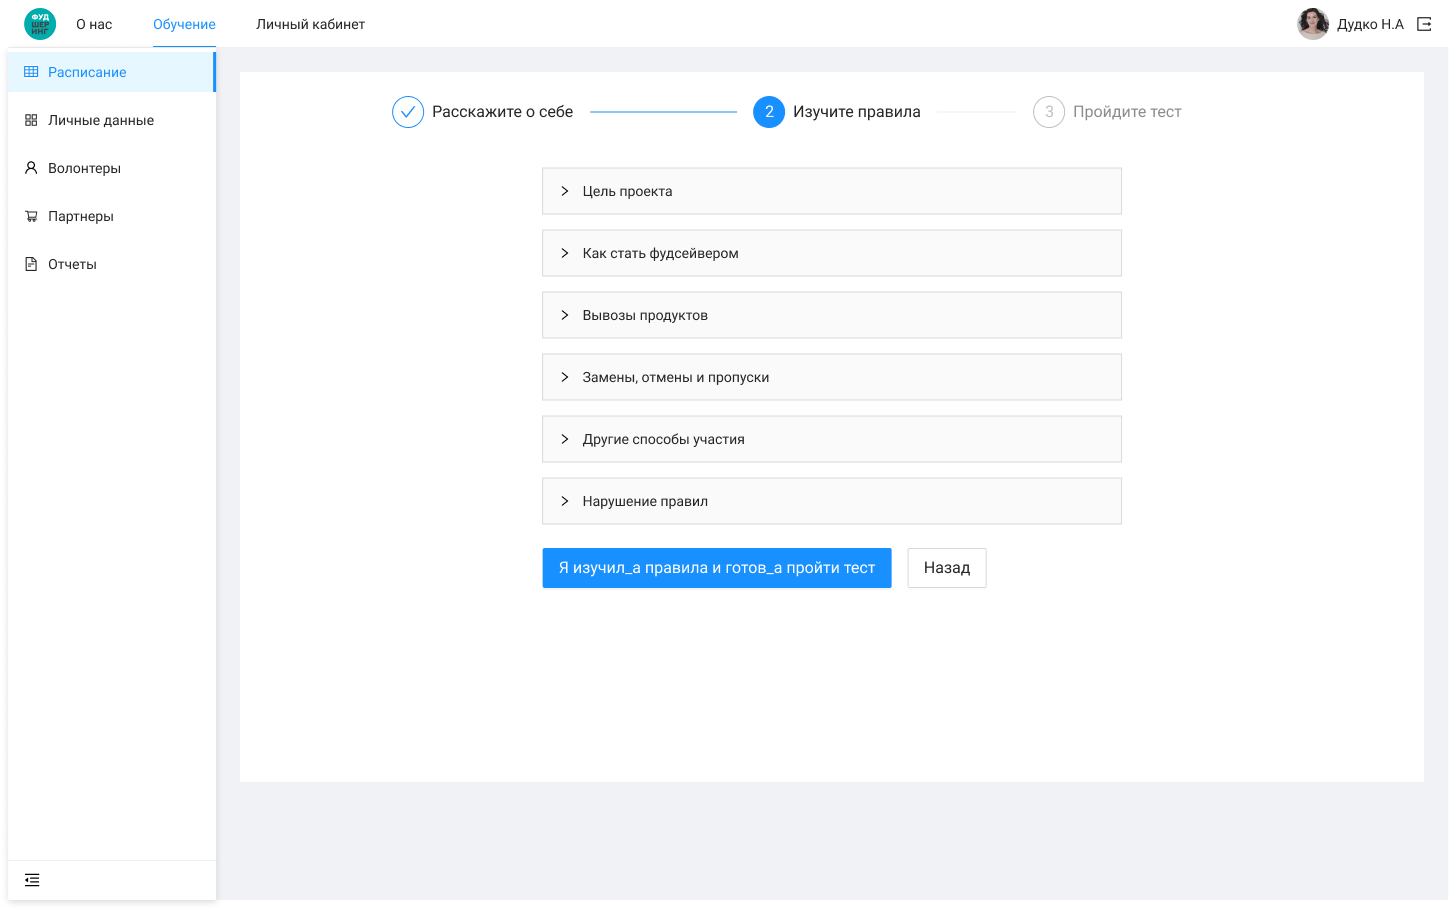 ФУД
ШЕР
ИНГ
О нас
Обучение
Личный кабинет
Дудко Н.А
Расписание
Личные данные
Волонтеры
Партнеры
Отчеты
Расскажите о себе
2
Изучите правила
3
Пройдите тест
Цель проекта
Как стать фудсейвером
Вывозы продуктов
Замены, отмены и пропуски
Другие способы участия
Нарушение правил
Я изучил_а правила и готов_а пройти тест
Назад